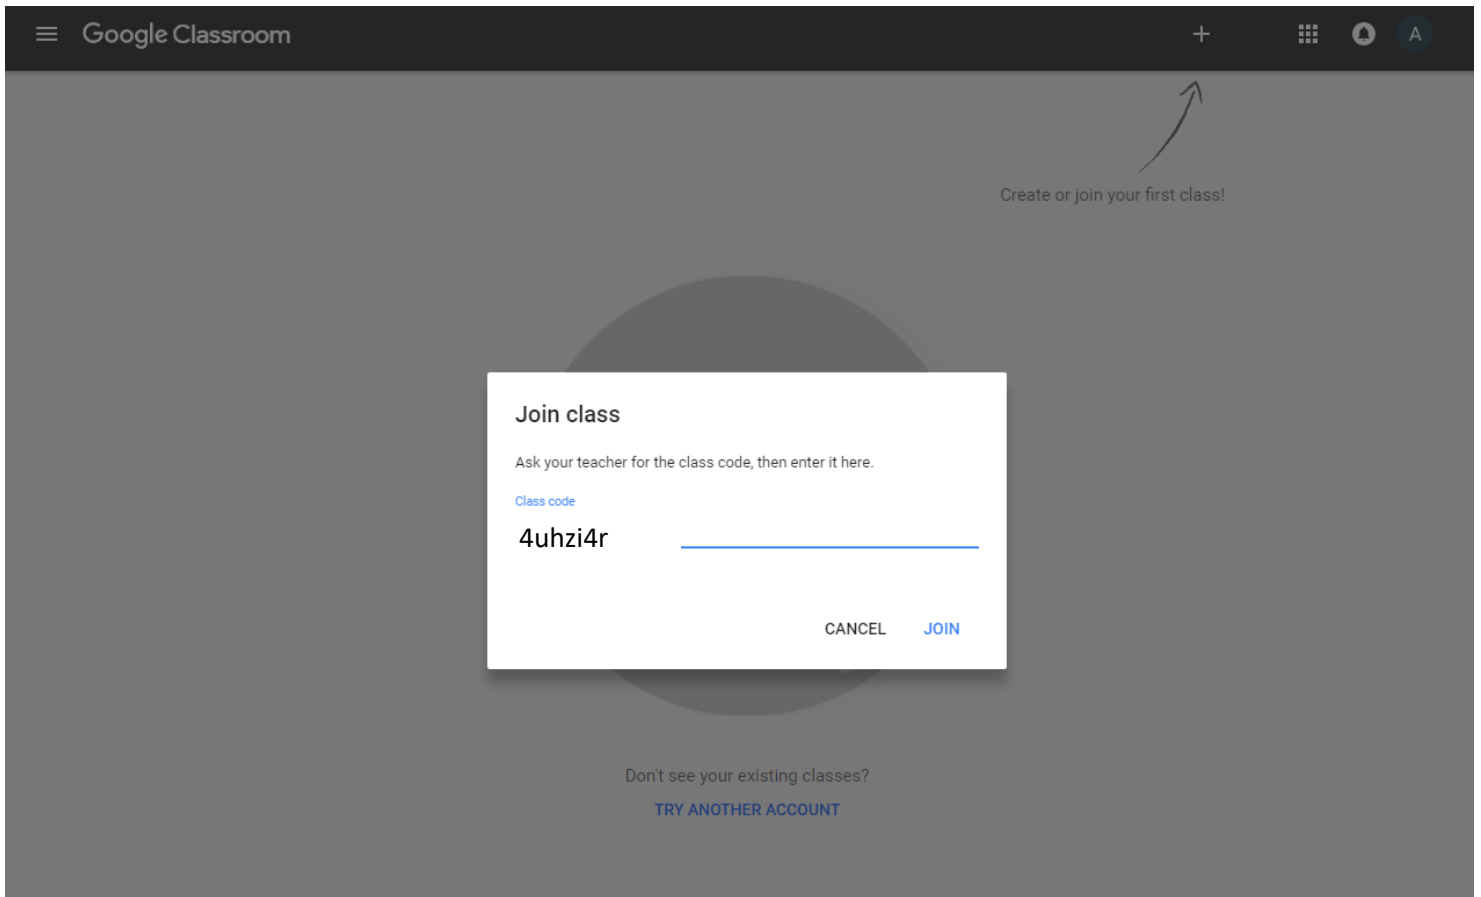 Google Classroom
A
Create or join your first class!
Join class
Ask your teacher for the class code, then enter it here.
Class code
4uhzi4r
CANCEL JOIN
Don't see your existing classes?
TRY ANOTHER ACCOUNT